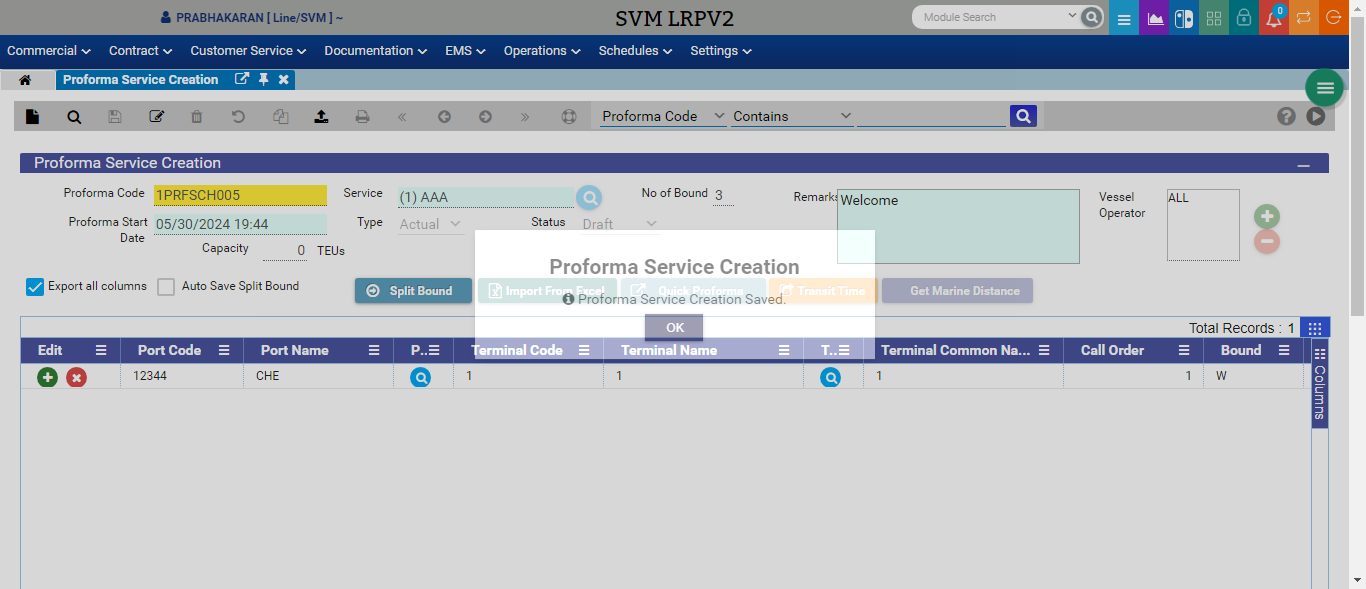 PRABHAKARAN [ Line/SVM ] ~
SVM LRPV2
Module Search
0
Commercial Contract Customer Service Documentation EMS Operations Schedules Settings
Proforma Service Creation
Proforma Code Contains
Proforma Service Creation
Proforma Code 1PRFSCH005 Service (1) AAA No of Bound 3 Remarks Welcome Vessel Operator ALL
Proforma Start Date 05/30/2024 19:44 Type Actual Status Draft
Capacity 0 TEUs
Export all columns Auto Save Split Bound Split Bound Import From Excel Quick Proforma Transit Time Get Marine Distance
Proforma Service Creation
Proforma Service Creation Saved.
OK
Total Records : 1
Edit Port Code Port Name P... Terminal Code Terminal Name T... Terminal Common Na... Call Order Bound
12344 CHE 1 1 1 1 W
Columns